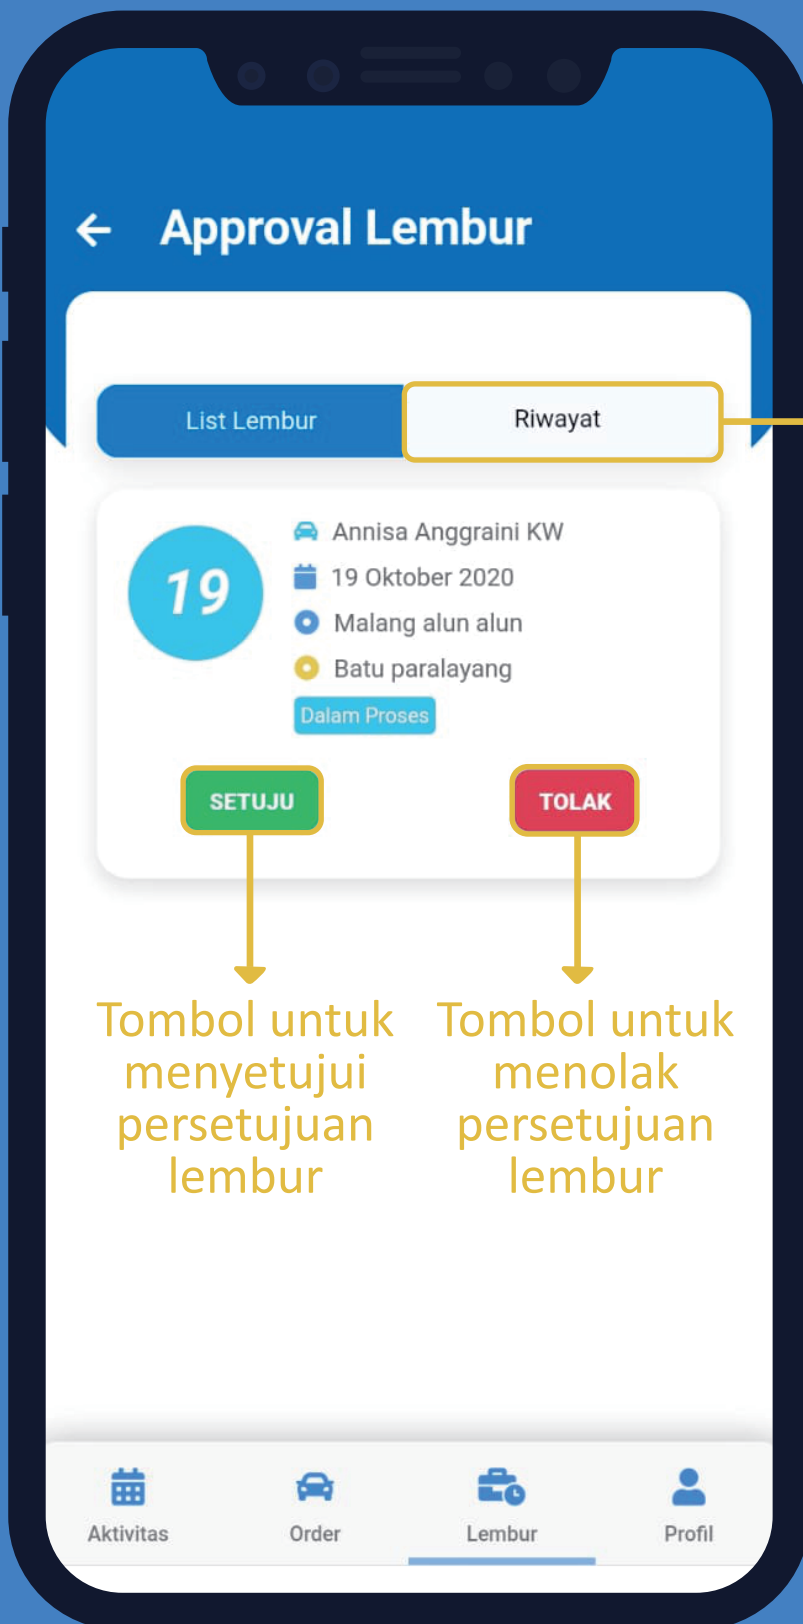 Approval Lembur
List Lembur
Riwayat
19
Annisa Anggraini KW
19 Oktober 2020
Malang alun alun
Batu paralayang
Dalam Proses
SETUJU
TOLAK
Tombol untuk
menyetujui
persetujuan
lembur
Tombol untuk
menolak
persetujuan
lembur
Aktivitas
Order
Lembur
Profil